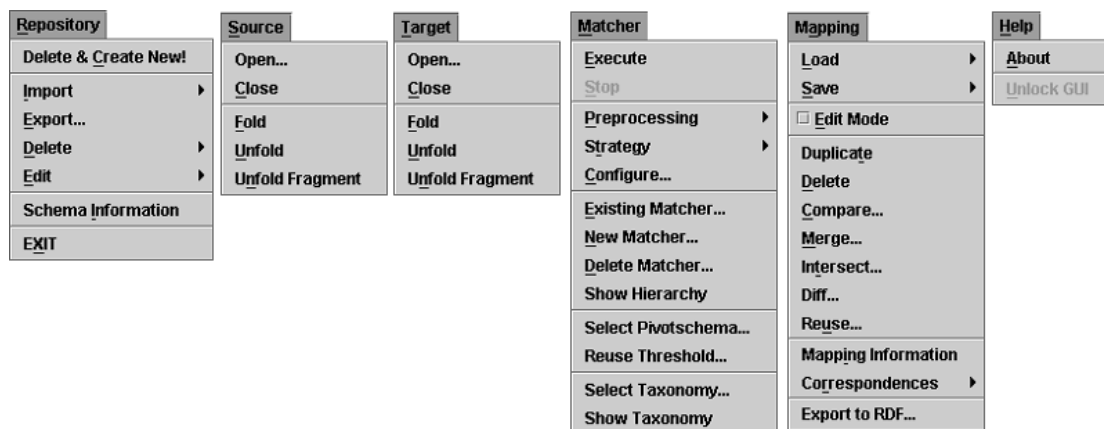 Repository
Delete & Create New!
Import
Export...
Delete
Edit
Schema Information
EXIT
Source
Open...
Close
Fold
Unfold
Unfold Fragment
Target
Open...
Close
Fold
Unfold
Unfold Fragment
Matcher
Execute
Stop
Preprocessing
Strategy
Configure...
Existing Matcher...
New Matcher...
Delete Matcher...
Show Hierarchy
Select Pivotschema...
Reuse Threshold...
Select Taxonomy...
Show Taxonomy
Mapping
Load
Save
Edit Mode
Duplicate
Delete
Compare...
Merge...
Intersect...
Diff...
Reuse...
Mapping Information
Correspondences
Export to RDF...
Help
About
Unlock GUI